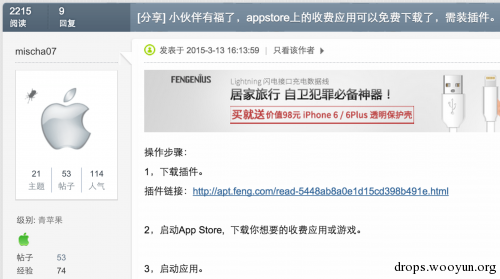 2215
9
阅读
回复
[分享] 小伙伴有福了，appstore上的收费应用可以免费下载了，需装插件。
mischa07
发表于 2015-3-13 16:13:59 | 只看该作者
FENGENIUS
Lightning 闪电接口充电数据线
居家旅行 自卫犯罪必备神器！
买就送 价值98元 iPhone 6 / 6Plus 透明保护壳
21
53
114
主题
帖子
人气
操作步骤：
1，下载插件。
插件链接：http://apt.feng.com/read-5448ab8a0e1d15cd398b491e.html
级别: 青苹果
2，启动App Store，下载你想要的收费应用或游戏。
帖子 53
经验 74
3，启动应用。
drops.wooyun.org